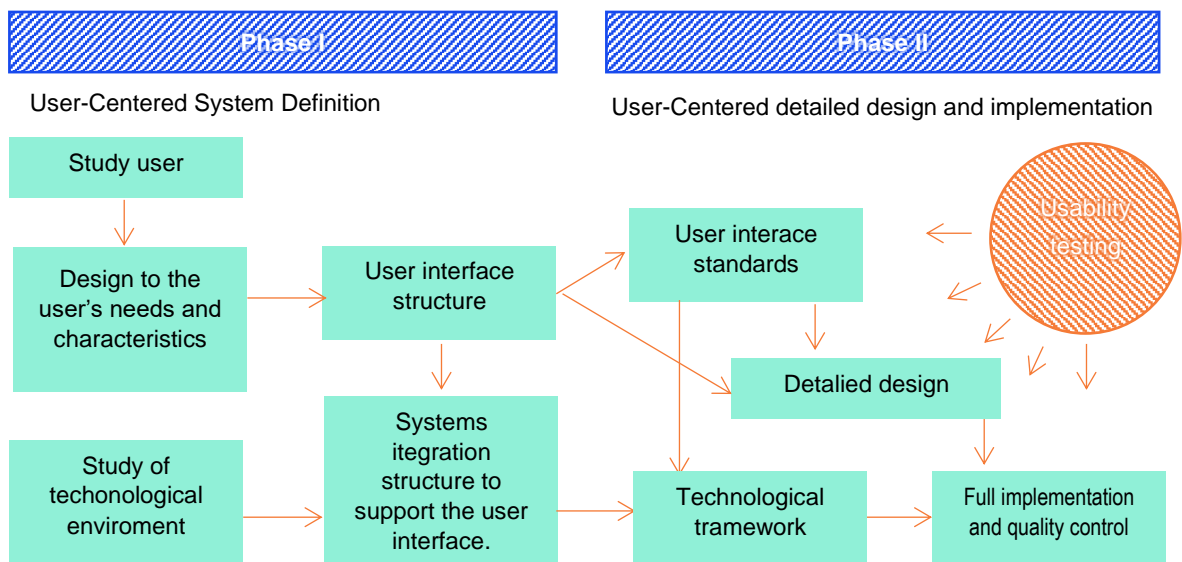 Phase I
Phase II
User-Centered System Definition
User-Centered detailed design and implementation
Study user
Usability
testing
User interace
standards
Design to the
user’s needs and
characteristics
User interface
structure
Detalied design
Systems
itegration
structure to
support the user
interface.
Study of
techonological
enviroment
Technological
tramework
Full implementation
and quality control